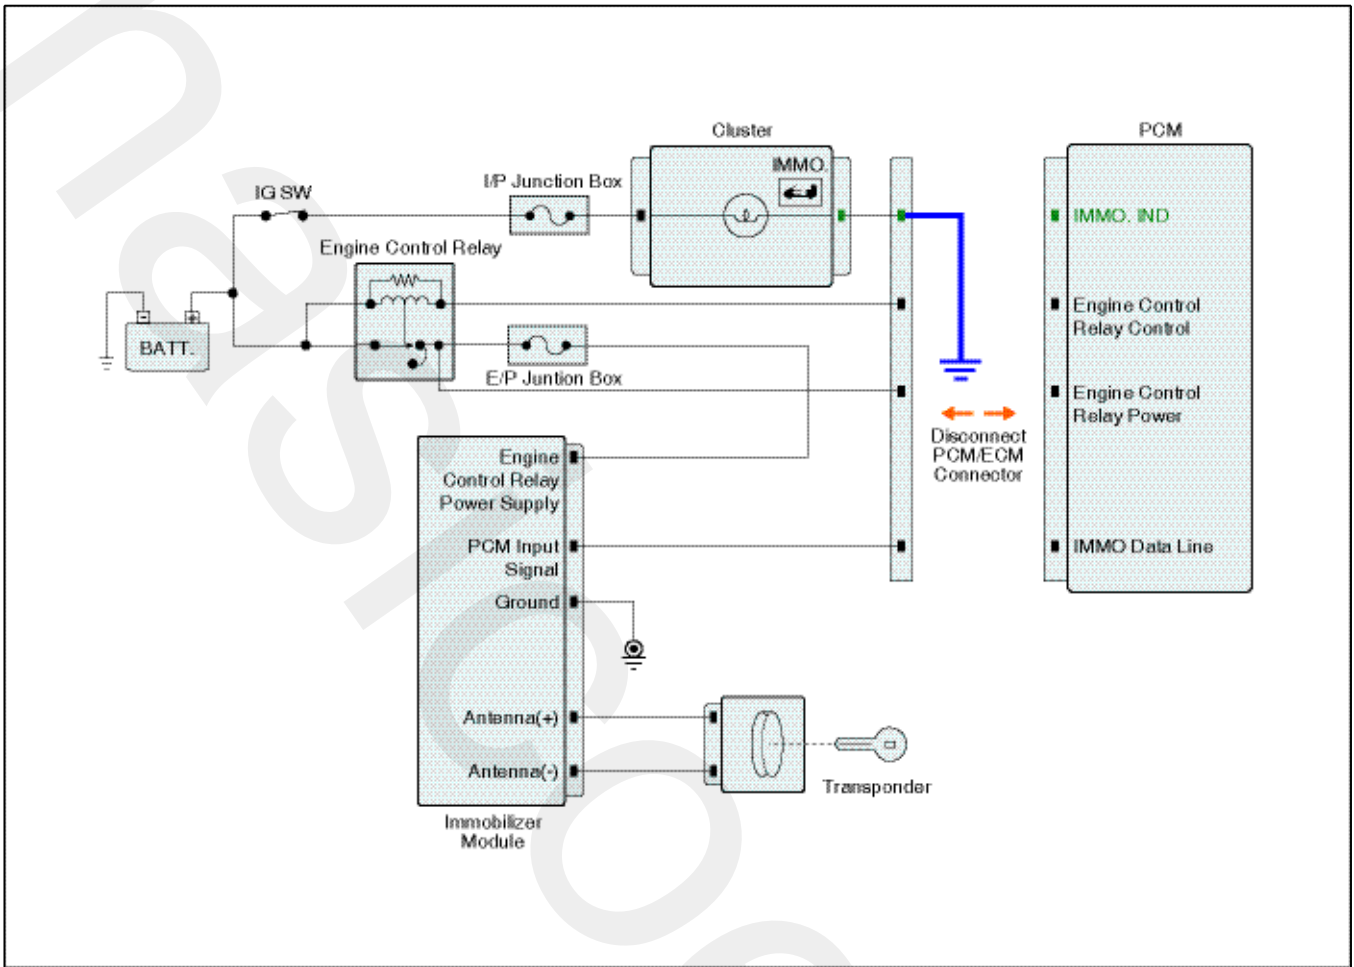 Cluster
PCM
IMMO.
I/P Junction Box
IG SW
IMMO. IND
Engine Control Relay
Engine Control
Relay Control
- +
BATT.
E/P Juntion Box
Engine Control
Relay Power
Disconnect
PCM/ECM
Connector
Engine
Control Relay
Power Supply
PCM Input
Signal
IMMO Data Line
Ground
Antenna(+)
Antenna(-)
Transponder
Immobilizer
Module